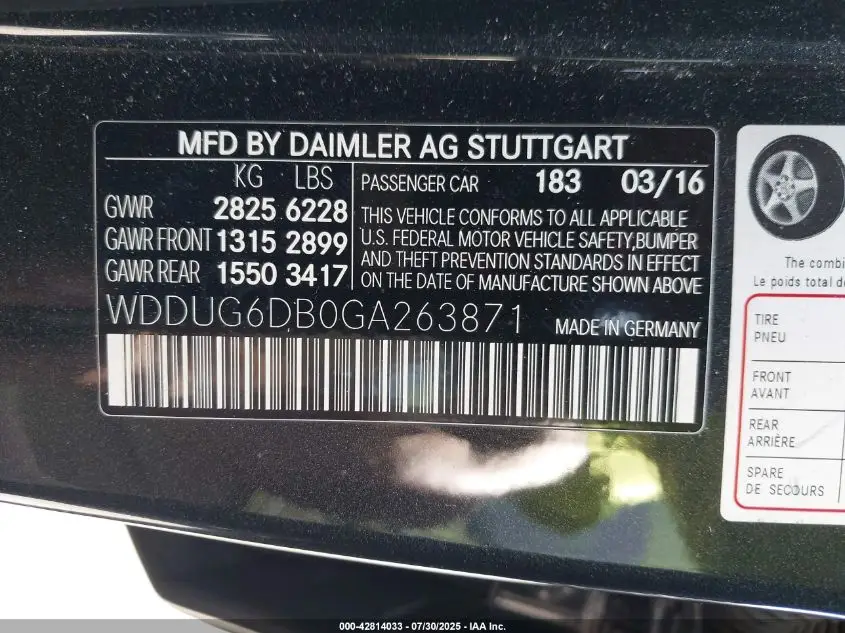 MFD BY DAIMLER AG STUTTGART
KG LBS
GVWR 2825 6228
GAWR FRONT 1315 2899
GAWR REAR 1550 3417
PASSENGER CAR 183 03/16
THIS VEHICLE CONFORMS TO ALL APPLICABLE
U.S. FEDERAL MOTOR VEHICLE SAFETY,BUMPER
AND THEFT PREVENTION STANDARDS IN EFFECT
ON THE DATE OF MANUFACTURE SHOWN ABOVE
WDDUG6DB0GA263871 MADE IN GERMANY
The combi
Le poids total d
TIRE
PNEU
FRONT
AVANT
REAR
ARRIÈRE
SPARE
DE SECOURS
000-42814033 - 07/30/2025 - IAA Inc.